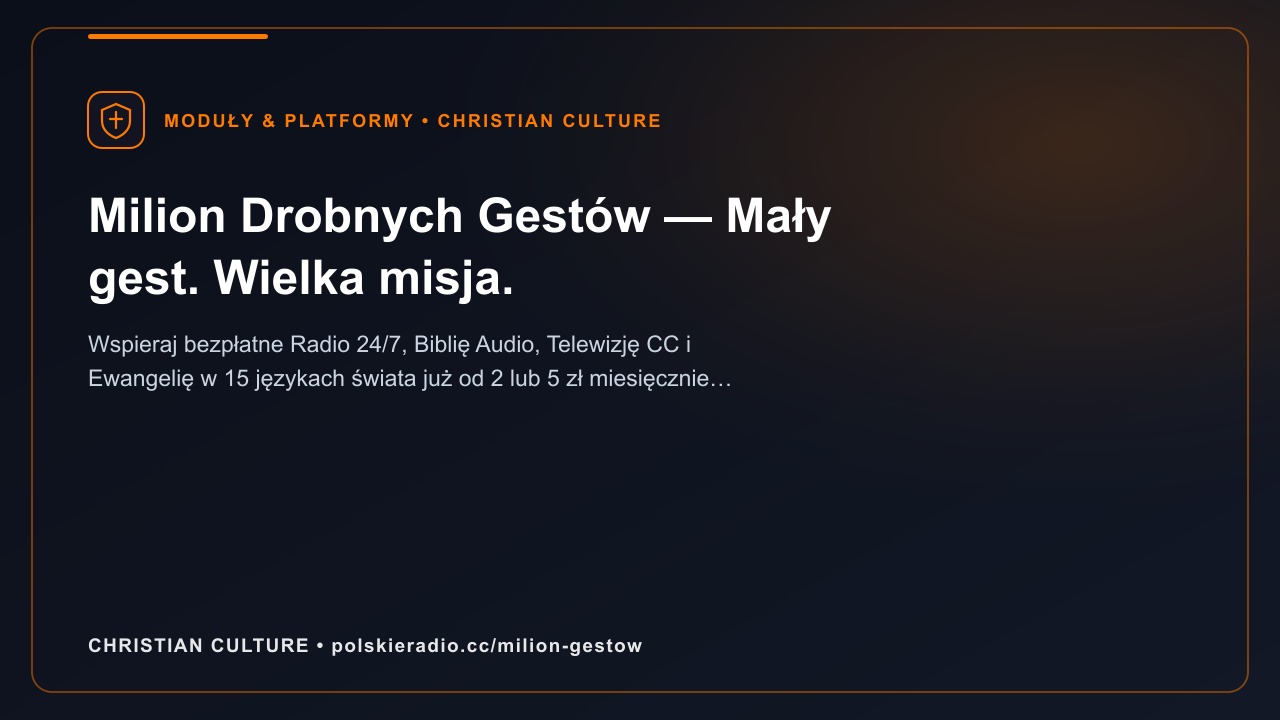 MODUŁY & PLATFORMY • CHRISTIAN CULTURE
Milion Drobnych Gestów — Mały
gest. Wielka misja.
Wspieraj bezpłatne Radio 24/7, Biblię Audio, Telewizję CC i
Ewangelię w 15 językach świata już od 2 lub 5 zł miesięcznie…
CHRISTIAN CULTURE • polskieradio.cc/milion-gestow